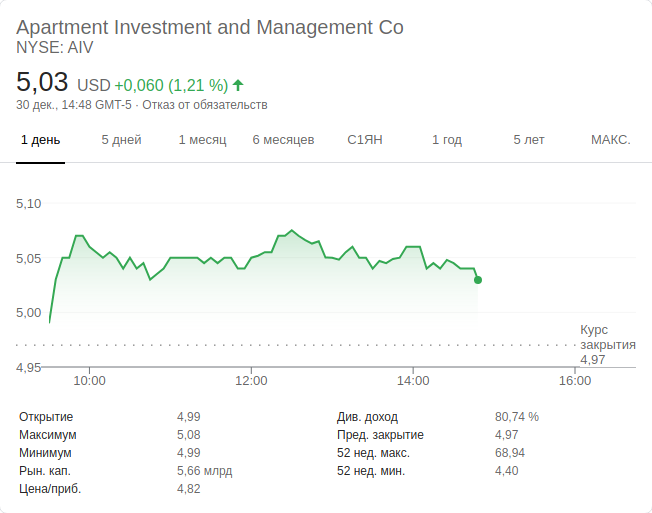 Apartment Investment and Management Co
NYSE: AIV
5,03 USD +0,060 (1,21 %)
30 дек., 14:48 GMT-5 · Отказ от обязательств
1 день 5 дней 1 месяц 6 месяцев С1ЯН 1 год 5 лет МАКС.
5,10
5,05
5,00
Курс
закрытия
4,97
4,95
10:00 12:00 14:00 16:00
Открытие 4,99 Див. доход 80,74 %
Максимум 5,08 Пред. закрытие 4,97
Минимум 4,99 52 нед. макс. 68,94
Рын. кап. 5,66 млрд 52 нед. мин. 4,40
Цена/приб. 4,82